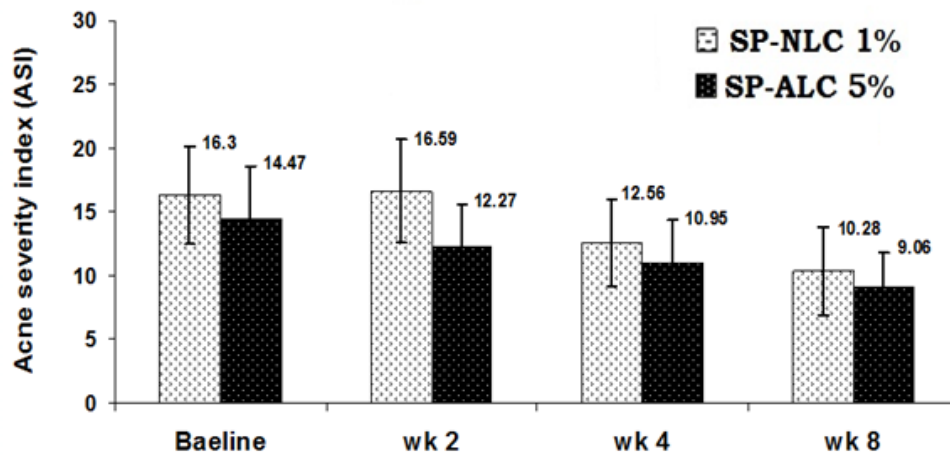 30
25
20
15
10
5
0
Acne severity index (ASI)
SP-NLC 1%
SP-ALC 5%
16.3
14.47
16.59
12.27
12.56
10.95
10.28
9.06
Baeline
wk 2
wk 4
wk 8